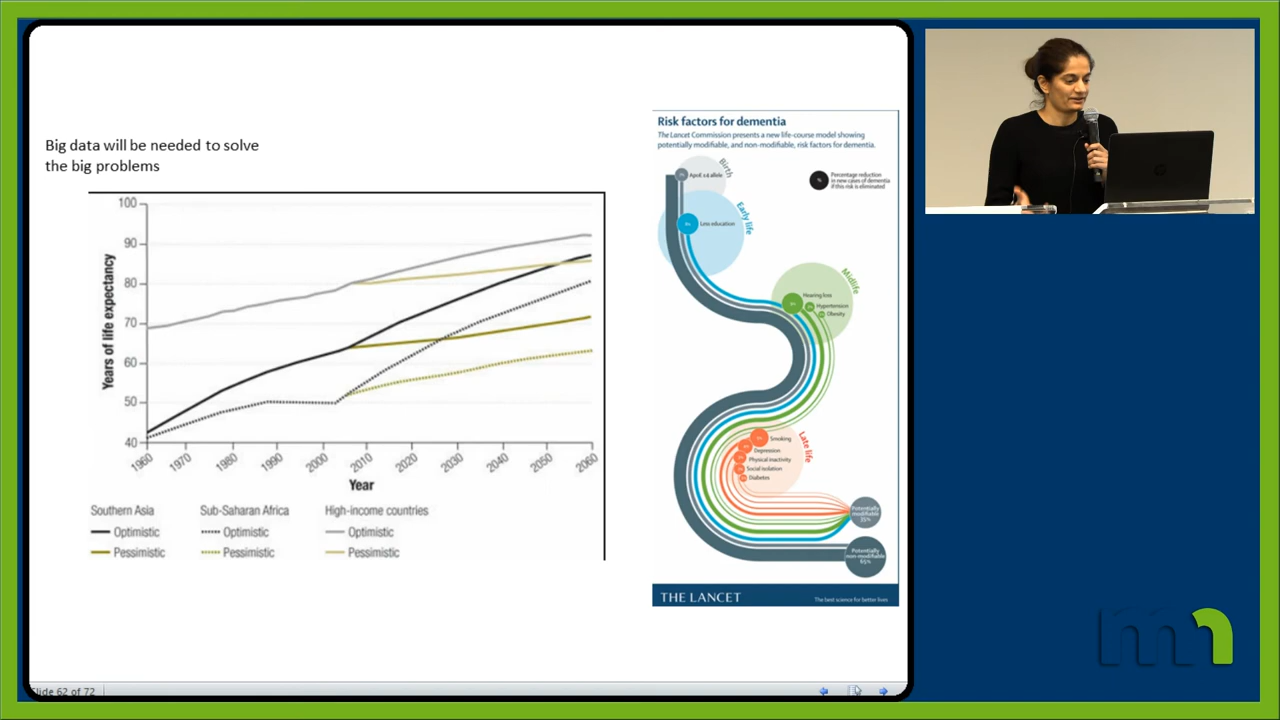 Big data will be needed to solve
the big problems
100
90
80
70
60
50
40
Years of life expectancy
1960
1970
1980
1990
2000
2010
2020
2030
2040
2050
2060
Year
Southern Asia
Optimistic
Pessimistic
Sub-Saharan Africa
Optimistic
Pessimistic
High-income countries
Optimistic
Pessimistic
Risk factors for dementia
The Lancet Commission presents a new life-course model showing
potentially modifiable, and non-modifiable, risk factors for dementia.
Birth
ApoE ε4 allele
%
Percentage reduction
in new cases of dementia
if this risk is eliminated
Early life
Less education
Midlife
Hearing loss
Hypertension
Obesity
Late life
Smoking
Depression
Physical inactivity
Social isolation
Diabetes
Potentially
modifiable
35%
Potentially
non-modifiable
65%
THE LANCET
The best science for better lives
Slide 62 of 72